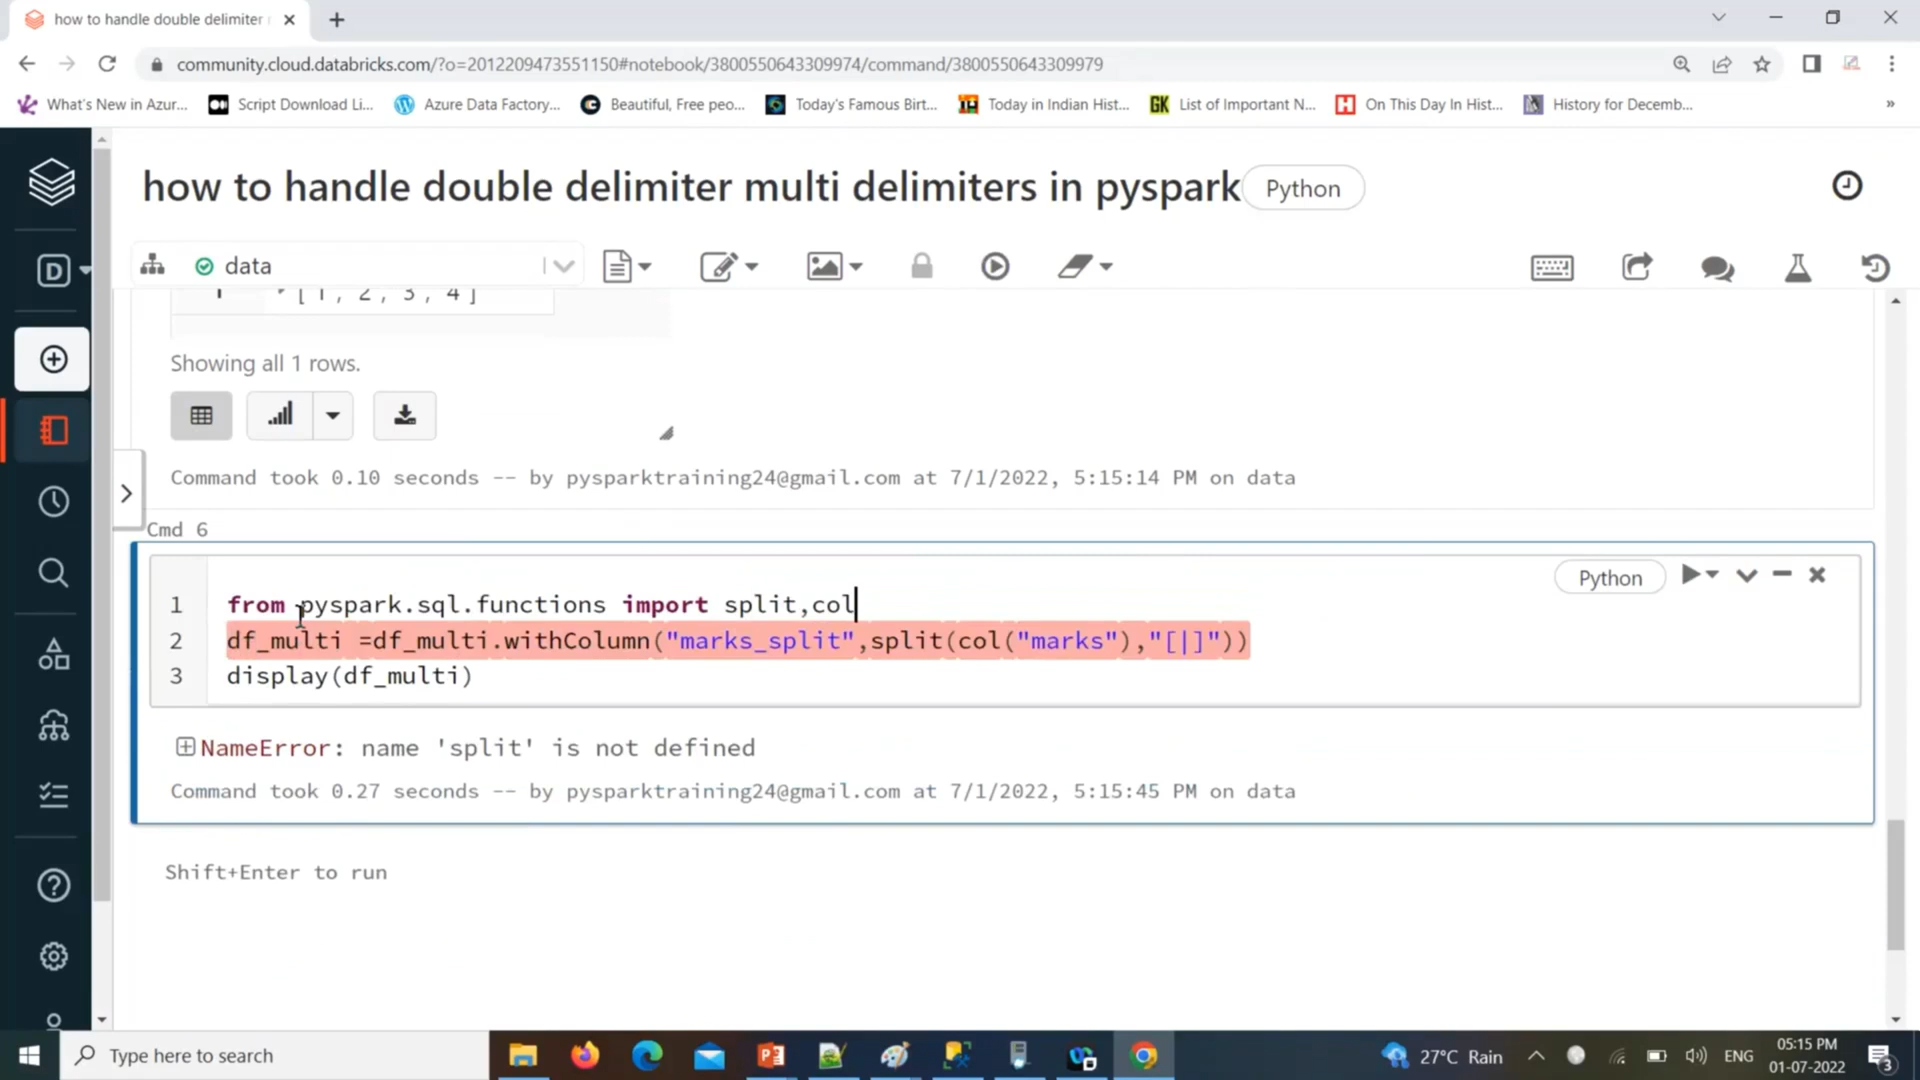 how to handle double delimiter
community.cloud.databricks.com/?o=2012209473551150#notebook/3800550643309974/command/3800550643309979
What's New in Azur... Script Download Li... Azure Data Factory... Beautiful, Free peo... Today's Famous Birt... Today in Indian Hist... GK List of Important N... H On This Day In Hist... History for Decemb... »
how to handle double delimiter multi delimiters in pyspark Python
D
data
1 [1, 2, 3, 4]
Showing all 1 rows.
Command took 0.10 seconds -- by pysparktraining24@gmail.com at 7/1/2022, 5:15:14 PM on data
Cmd 6
Python
1 from pyspark.sql.functions import split,col
2 df_multi =df_multi.withColumn("marks_split",split(col("marks"),"[|]"))
3 display(df_multi)
NameError: name 'split' is not defined
Command took 0.27 seconds -- by pysparktraining24@gmail.com at 7/1/2022, 5:15:45 PM on data
Shift+Enter to run
Type here to search
27°C Rain
ENG
05:15 PM
01-07-2022
3